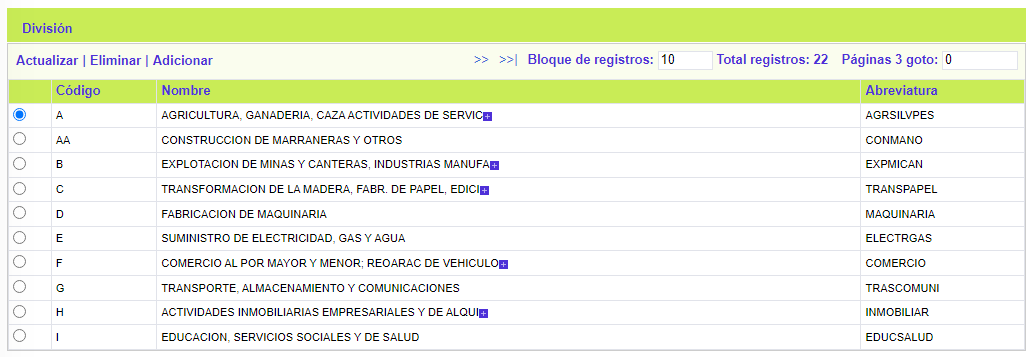 División
Actualizar | Eliminar | Adicionar >> >>| Bloque de registros: 10 Total registros: 22 Páginas 3 goto: 0
Código Nombre Abreviatura
A AGRICULTURA, GANADERIA, CAZA ACTIVIDADES DE SERVIC+ AGRSILVPES
AA CONSTRUCCION DE MARRANERAS Y OTROS CONMANO
B EXPLOTACION DE MINAS Y CANTERAS, INDUSTRIAS MANUFA+ EXPMICAN
C TRANSFORMACION DE LA MADERA, FABR. DE PAPEL, EDICI+ TRANSPAPEL
D FABRICACION DE MAQUINARIA MAQUINARIA
E SUMINISTRO DE ELECTRICIDAD, GAS Y AGUA ELECTRGAS
F COMERCIO AL POR MAYOR Y MENOR; REOARAC DE VEHICULO+ COMERCIO
G TRANSPORTE, ALMACENAMIENTO Y COMUNICACIONES TRASCOMUNI
H ACTIVIDADES INMOBILIARIAS EMPRESARIALES Y DE ALQUI+ INMOBILIAR
I EDUCACION, SERVICIOS SOCIALES Y DE SALUD EDUCSALUD